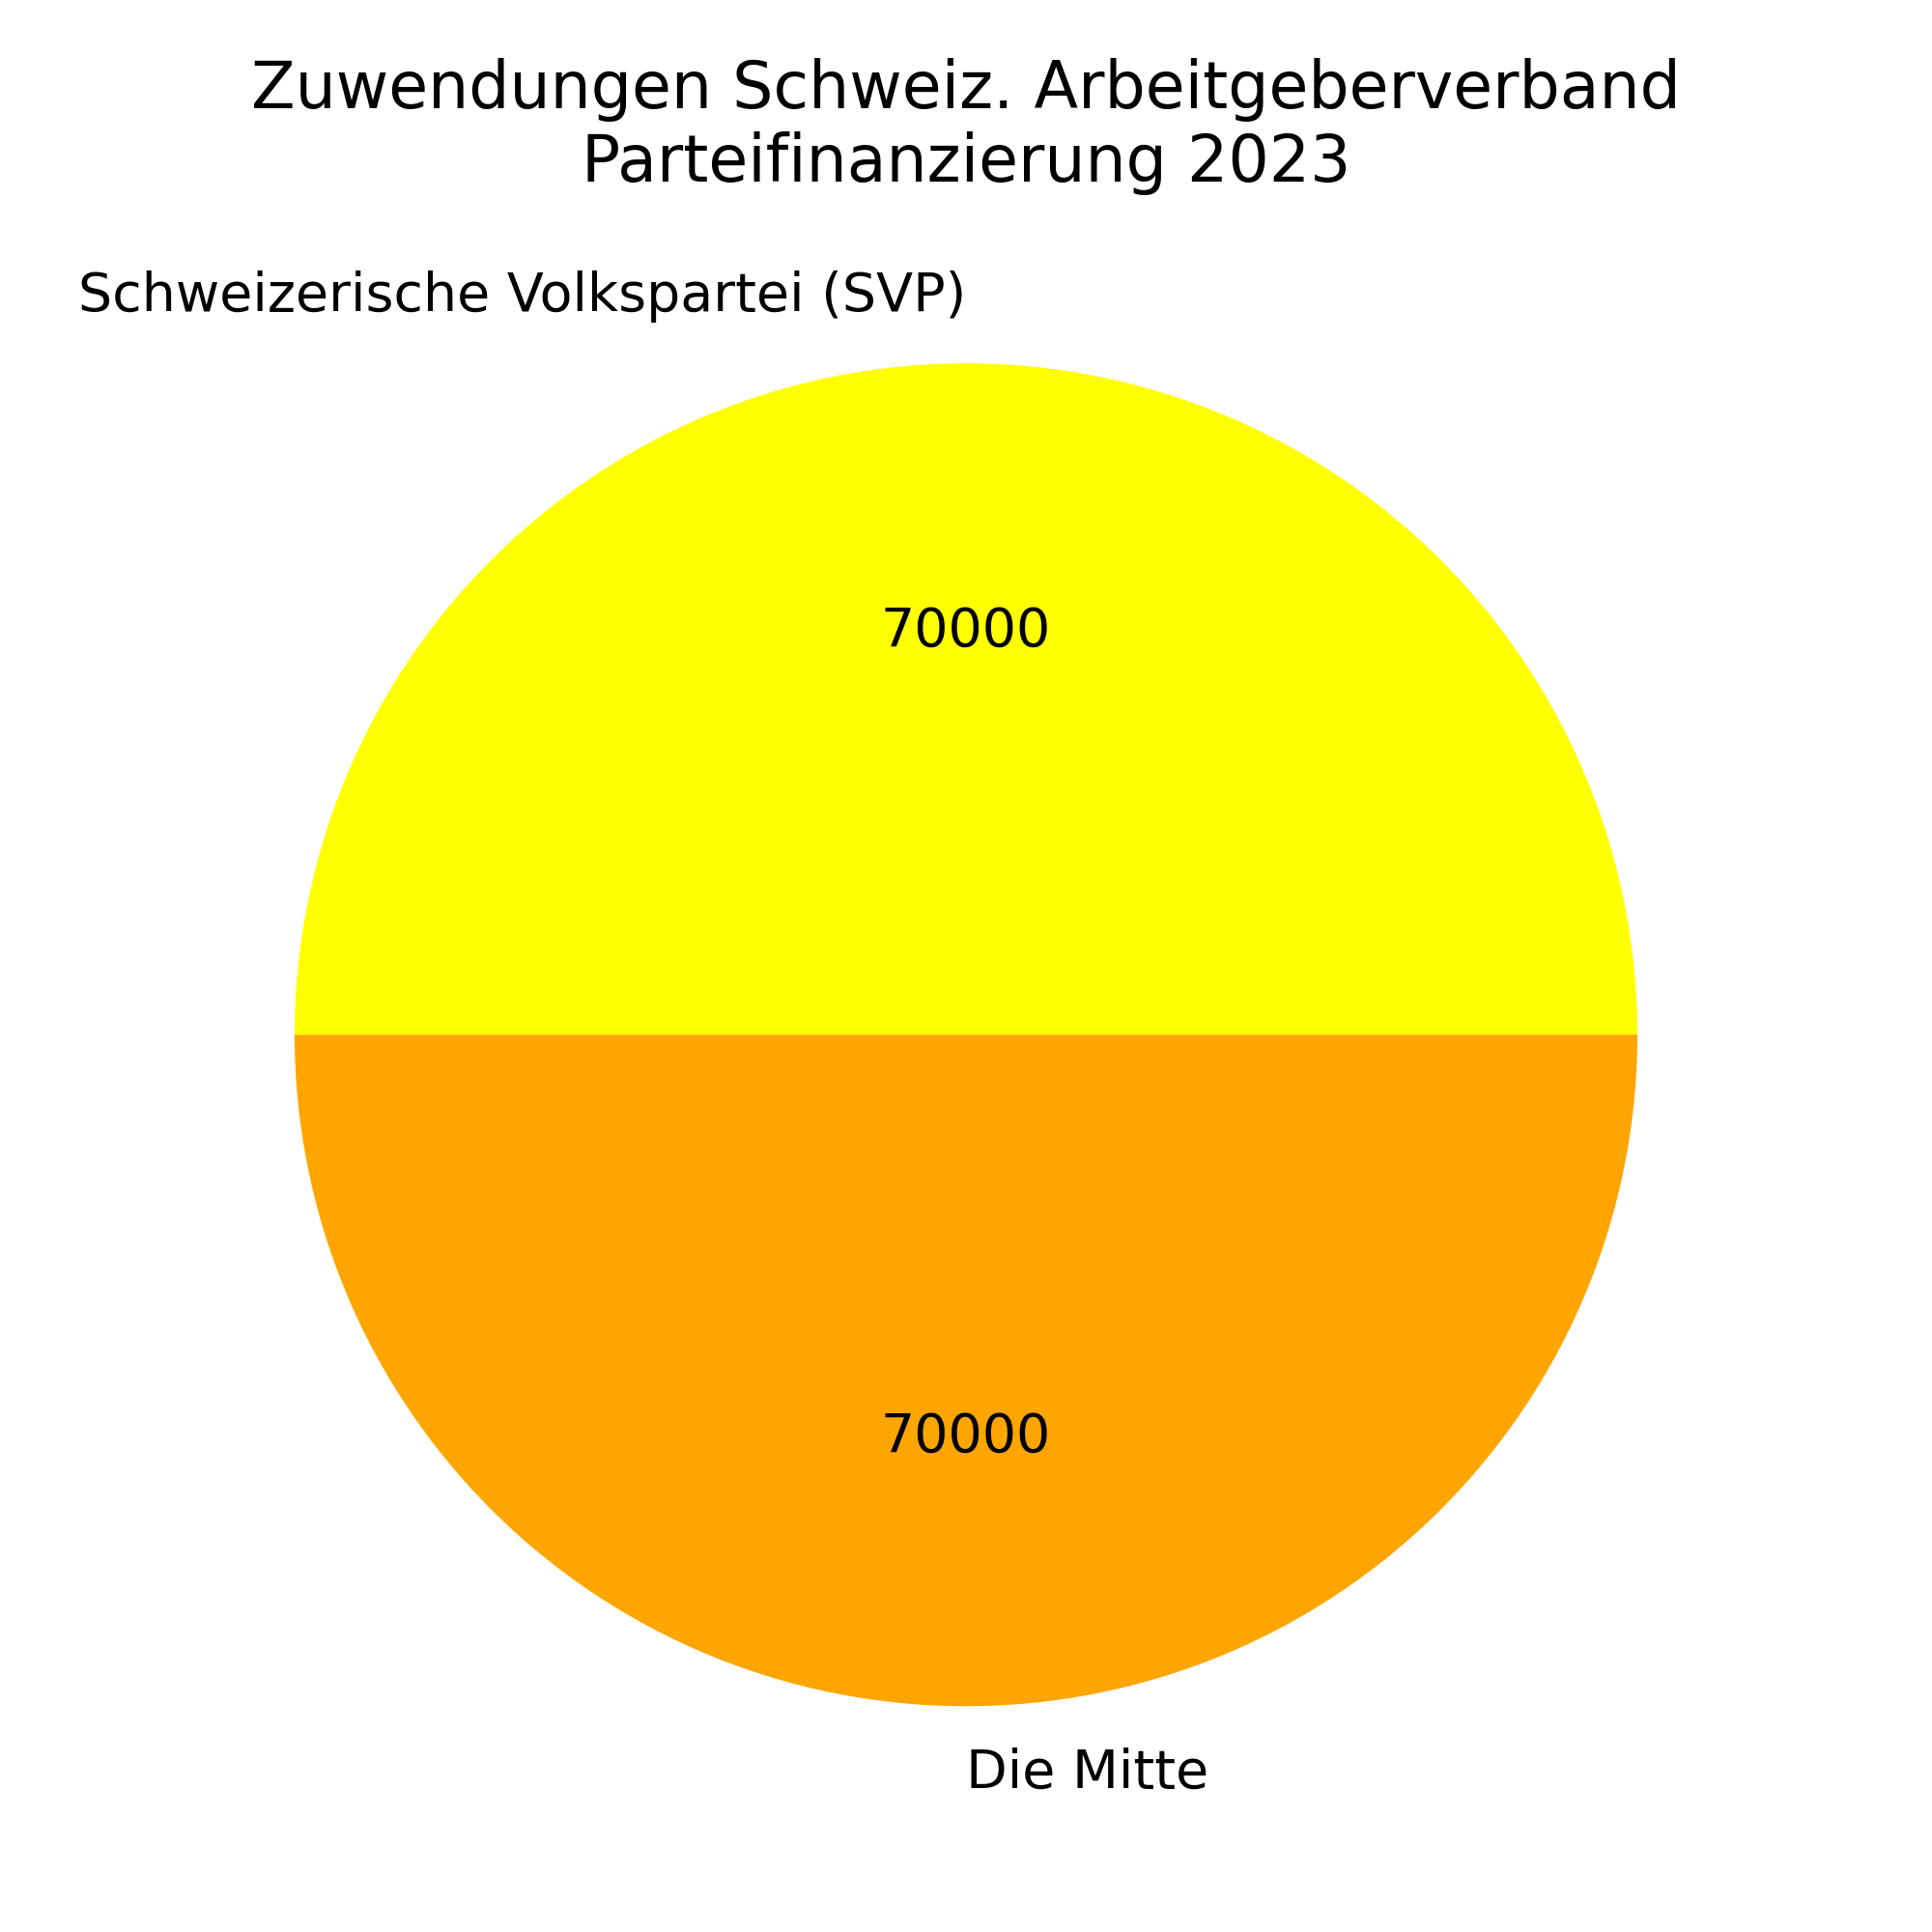 Zuwendungen Schweiz. Arbeitgeberverband
Parteifinanzierung 2023
Schweizerische Volkspartei (SVP)
70000
70000
Die Mitte